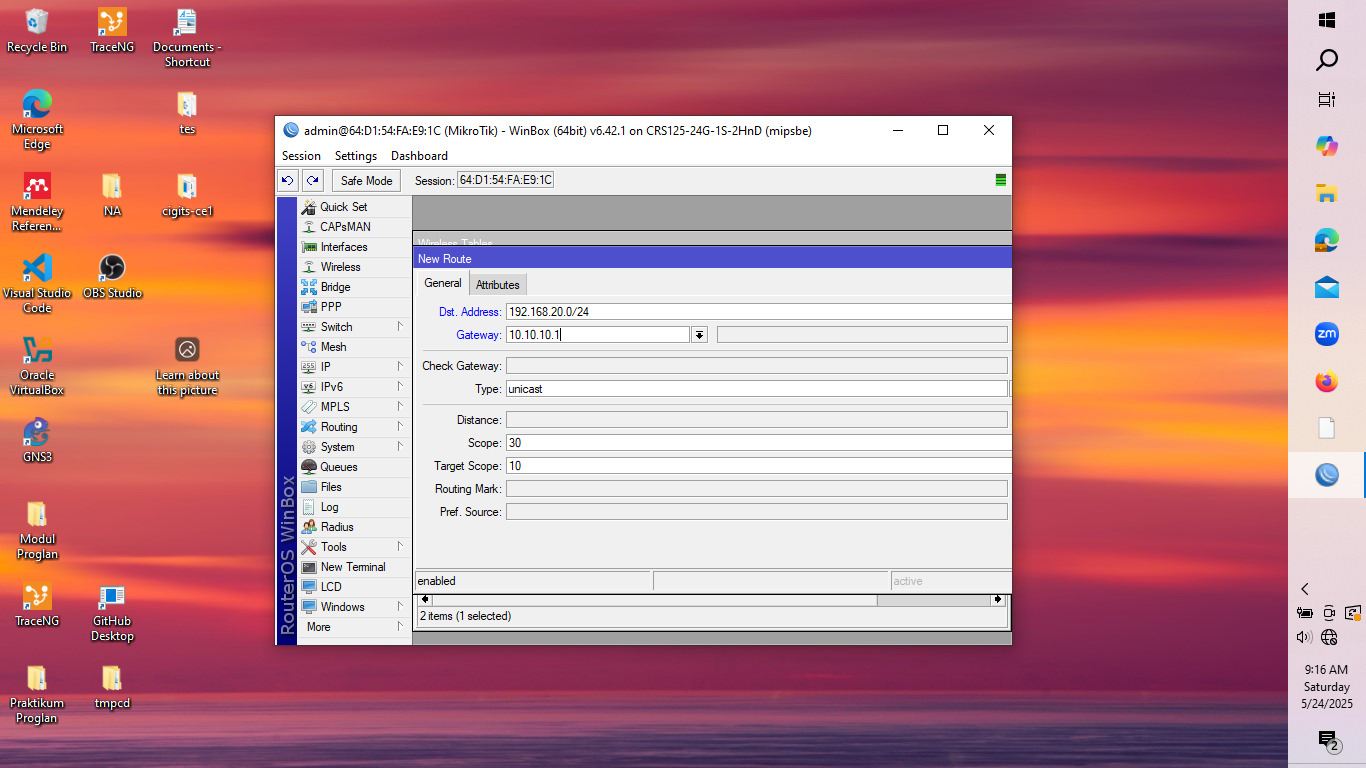 Recycle Bin
TraceNG
Documents -
Shortcut
Microsoft
Edge
tes
Mendeley
Referen...
NA
cigits-ce1
Visual Studio
Code
OBS Studio
Oracle
VirtualBox
Learn about
this picture
GNS3
Modul
Proglan
TraceNG
GitHub
Desktop
Praktikum
Proglan
tmpcd
admin@64:D1:54:FA:E9:1C (MikroTik) - WinBox (64bit) v6.42.1 on CRS125-24G-1S-2HnD (mipsbe)
Session Settings Dashboard
Safe Mode Session: 64:D1:54:FA:E9:1C
RouterOS WinBox
Quick Set
CAPsMAN
Interfaces
Wireless
Bridge
PPP
Switch
Mesh
IP
IPv6
MPLS
Routing
System
Queues
Files
Log
Radius
Tools
New Terminal
LCD
Windows
More
Wireless Tables
New Route
General Attributes
Dst. Address: 192.168.20.0/24
Gateway: 10.10.10.1
Check Gateway:
Type: unicast
Distance:
Scope: 30
Target Scope: 10
Routing Mark:
Pref. Source:
enabled active
2 items (1 selected)
zm
9:16 AM
Saturday
5/24/2025
2